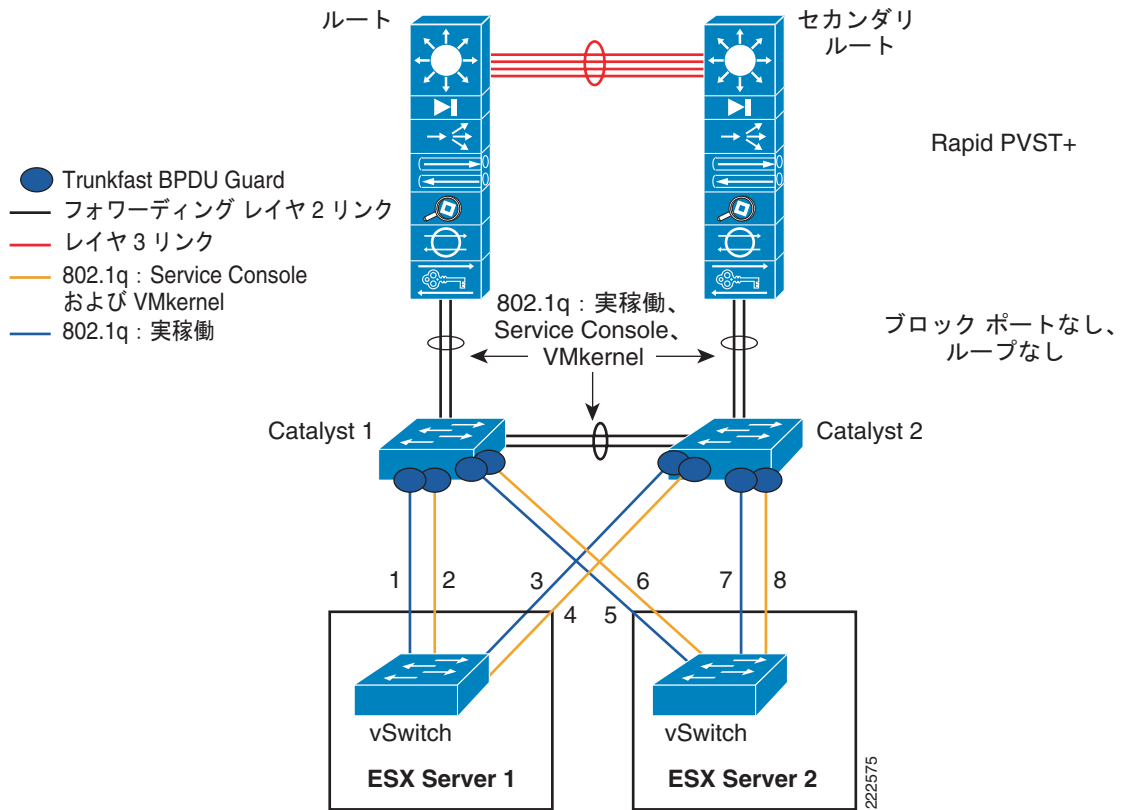 ルート
セカンダリ
ルート
Rapid PVST+
Trunkfast BPDU Guard
フォワーディング レイヤ 2 リンク
レイヤ 3 リンク
802.1q : Service Console
および VMkernel
802.1q : 実稼働
802.1q : 実稼働、
Service Console、
VMkernel
ブロック ポートなし、
ループなし
Catalyst 1
Catalyst 2
1
2
3
4
5
6
7
8
vSwitch
vSwitch
ESX Server 1
ESX Server 2
222575